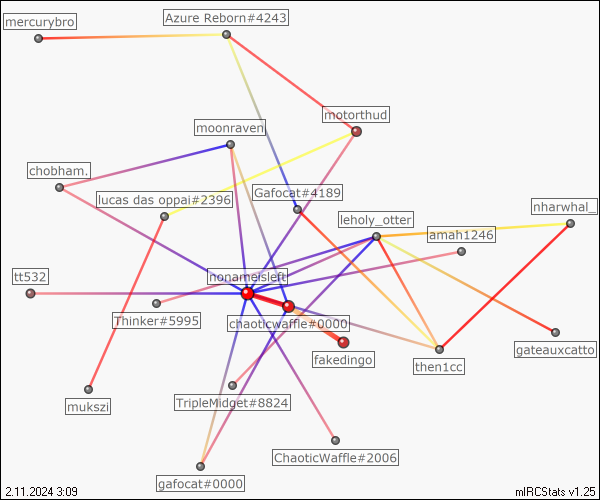 mercurybro
Azure Reborn#4243
motorthud
moonraven
chobham.
lucas das oppai#2396
Gafocat#4189
nharwhal_
leholy_otter
amah1246
tt532
nonameisleft
Thinker#5995
chaoticwaffle#0000
fakedingo
gateauxcatto
then1cc
mukszi
TripleMidget#8824
ChaoticWaffle#2006
gafocat#0000
2.11.2024 3:09
mIRCStats v1.25